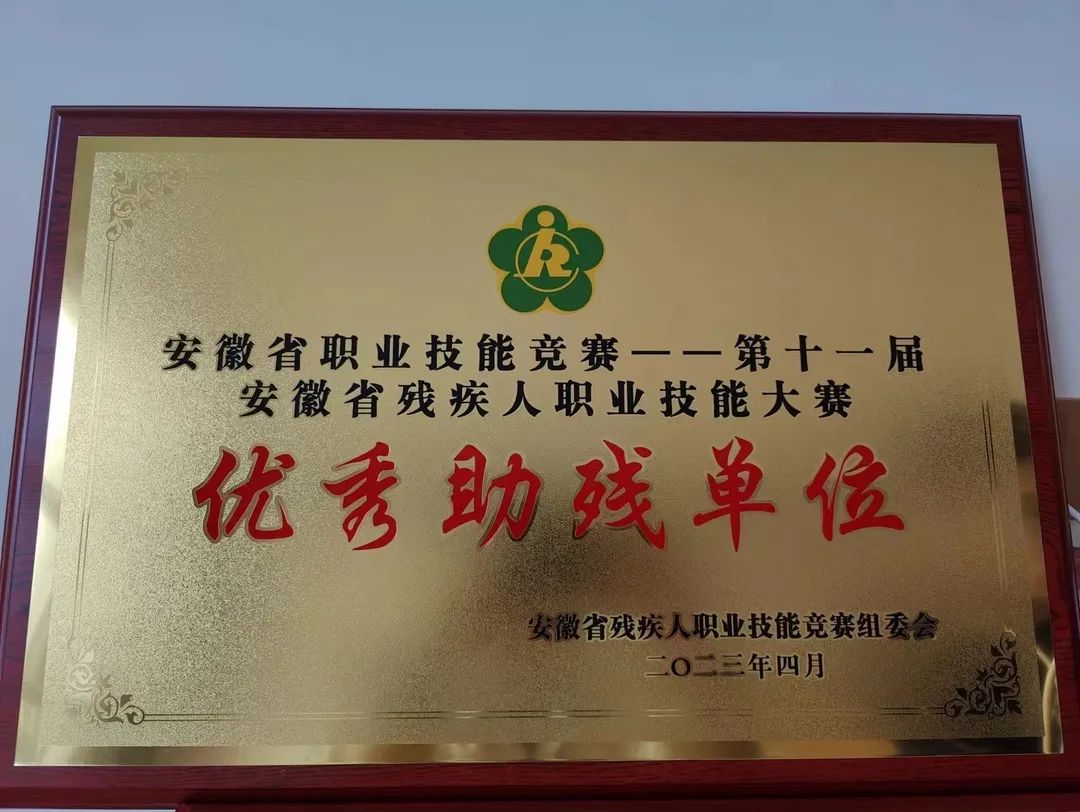 安徽省职业技能竞赛——第十一届
安徽省残疾人职业技能大赛
优秀助残单位
安徽省残疾人职业技能竞赛组委会
二〇二三年四月